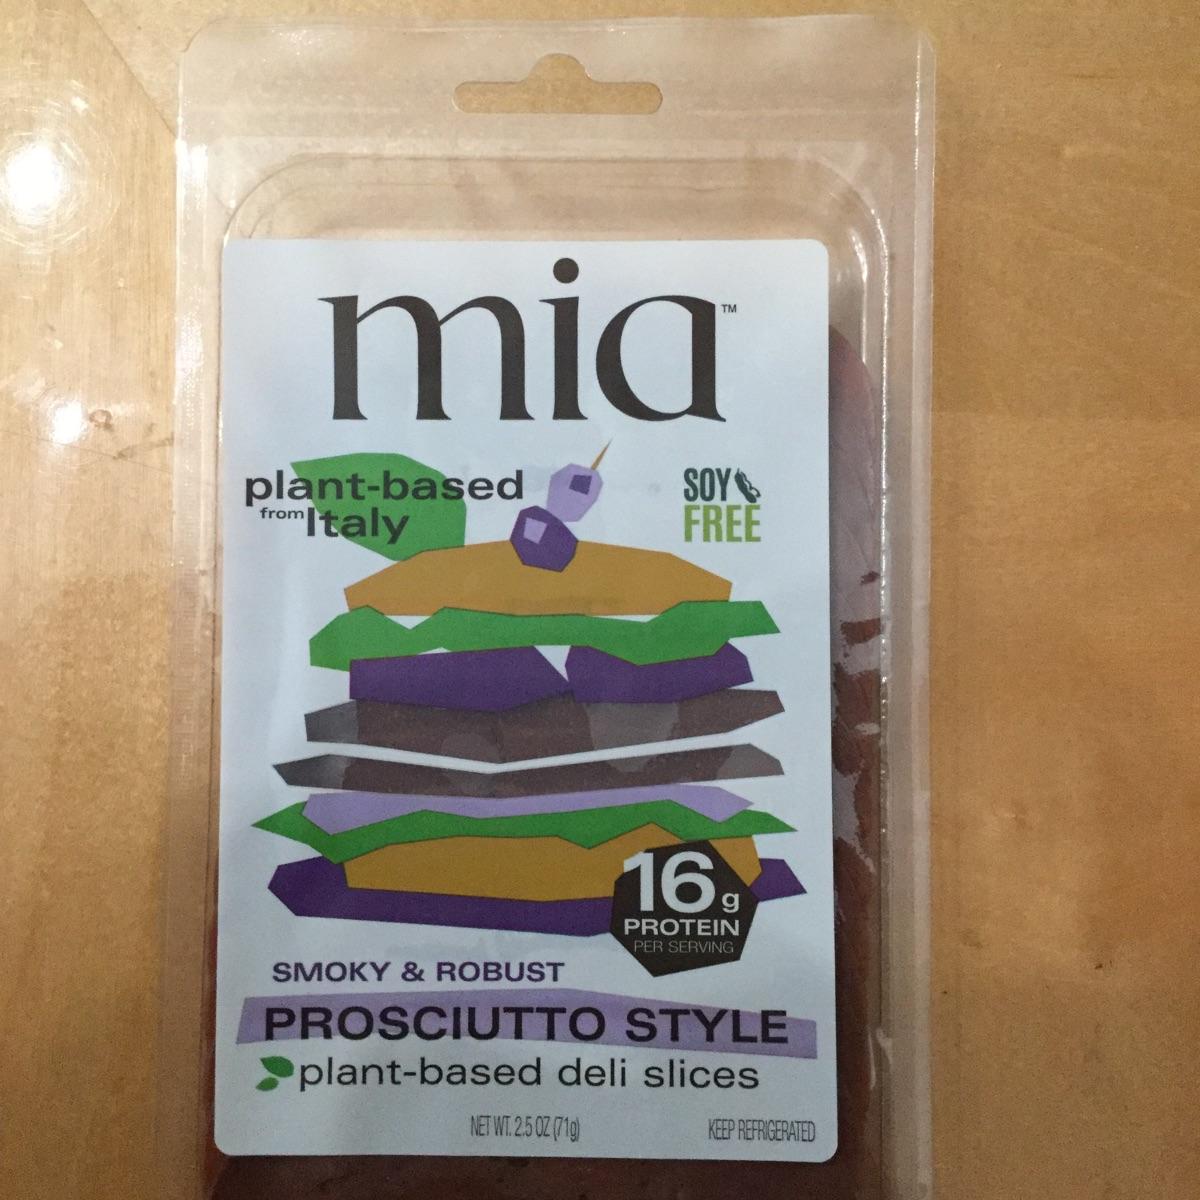 mia™
plant-based
from Italy
SOY
FREE
16g
PROTEIN
PER SERVING
SMOKY & ROBUST
PROSCIUTTO STYLE
plant-based deli slices
NET WT. 2.5 OZ (71g)
KEEP REFRIGERATED